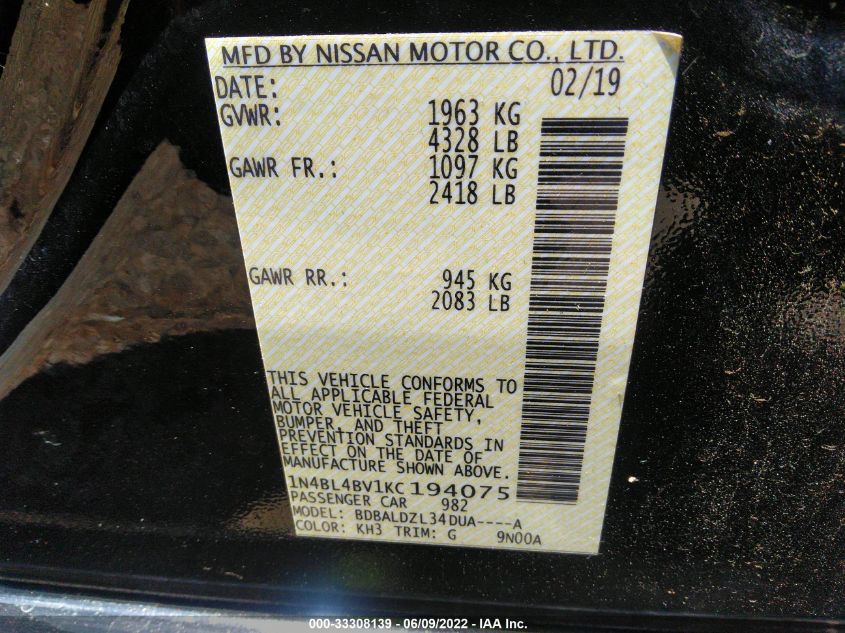 MFD BY NISSAN MOTOR CO., LTD.
DATE: 02/19
GVWR: 1963 KG
4328 LB
GAWR FR.: 1097 KG
2418 LB
GAWR RR.: 945 KG
2083 LB
THIS VEHICLE CONFORMS TO
ALL APPLICABLE FEDERAL
MOTOR VEHICLE SAFETY,
BUMPER, AND THEFT
PREVENTION STANDARDS IN
EFFECT ON THE DATE OF
MANUFACTURE SHOWN ABOVE.
1N4BL4BV1KC194075
PASSENGER CAR 982
MODEL: BDBALDZL34DUA----A
COLOR: KH3 TRIM: G 9N00A
000-33308139 - 06/09/2022 - IAA Inc.